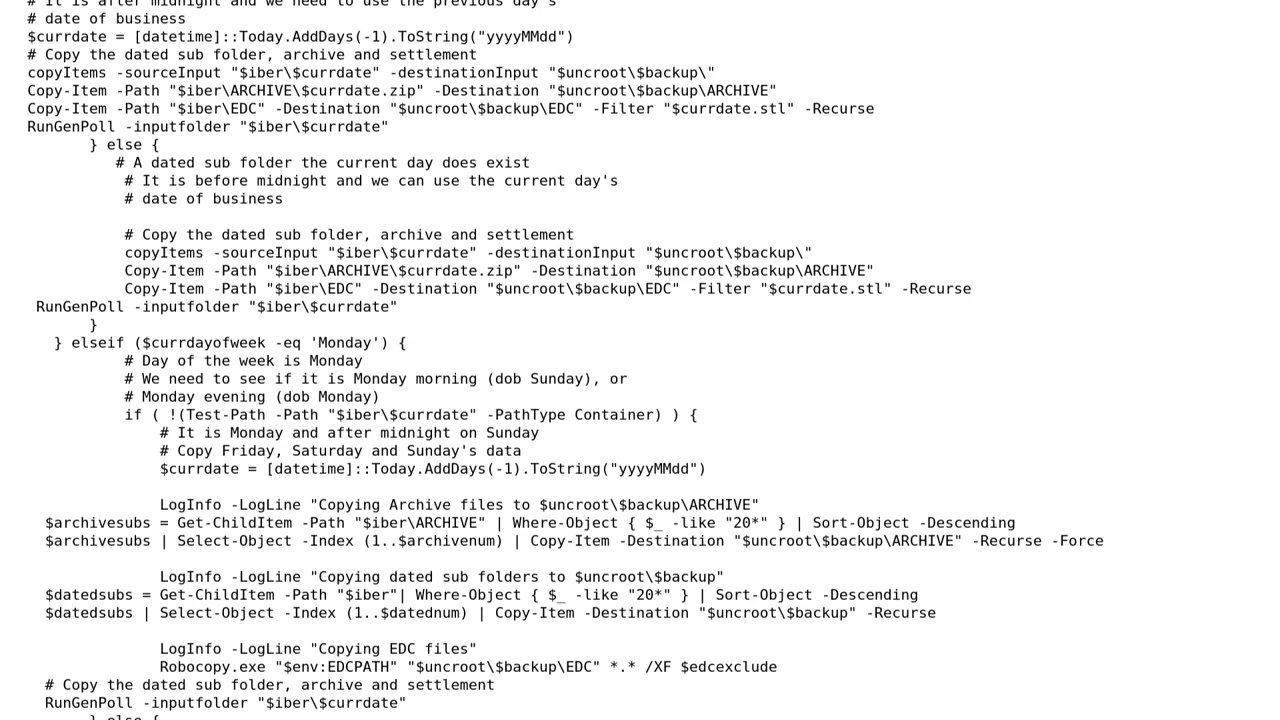 # It is after midnight and we need to use the previous day's
# date of business
$currdate = [datetime]::Today.AddDays(-1).ToString("yyyyMMdd")
# Copy the dated sub folder, archive and settlement
copyItems -sourceInput "$iber\$currdate" -destinationInput "$uncroot\$backup\"
Copy-Item -Path "$iber\ARCHIVE\$currdate.zip" -Destination "$uncroot\$backup\ARCHIVE"
Copy-Item -Path "$iber\EDC" -Destination "$uncroot\$backup\EDC" -Filter "$currdate.stl" -Recurse
RunGenPoll -inputfolder "$iber\$currdate"
} else {
# A dated sub folder the current day does exist
# It is before midnight and we can use the current day's
# date of business
# Copy the dated sub folder, archive and settlement
copyItems -sourceInput "$iber\$currdate" -destinationInput "$uncroot\$backup\"
Copy-Item -Path "$iber\ARCHIVE\$currdate.zip" -Destination "$uncroot\$backup\ARCHIVE"
Copy-Item -Path "$iber\EDC" -Destination "$uncroot\$backup\EDC" -Filter "$currdate.stl" -Recurse
RunGenPoll -inputfolder "$iber\$currdate"
}
} elseif ($currdayofweek -eq 'Monday') {
# Day of the week is Monday
# We need to see if it is Monday morning (dob Sunday), or
# Monday evening (dob Monday)
if ( !(Test-Path -Path "$iber\$currdate" -PathType Container) ) {
# It is Monday and after midnight on Sunday
# Copy Friday, Saturday and Sunday's data
$currdate = [datetime]::Today.AddDays(-1).ToString("yyyyMMdd")
LogInfo -LogLine "Copying Archive files to $uncroot\$backup\ARCHIVE"
$archivesubs = Get-ChildItem -Path "$iber\ARCHIVE" | Where-Object { $_ -like "20*" } | Sort-Object -Descending
$archivesubs | Select-Object -Index (1..$archivenum) | Copy-Item -Destination "$uncroot\$backup\ARCHIVE" -Recurse -Force
LogInfo -LogLine "Copying dated sub folders to $uncroot\$backup"
$datedsubs = Get-ChildItem -Path "$iber"| Where-Object { $_ -like "20*" } | Sort-Object -Descending
$datedsubs | Select-Object -Index (1..$datednum) | Copy-Item -Destination "$uncroot\$backup" -Recurse
LogInfo -LogLine "Copying EDC files"
Robocopy.exe "$env:EDCPATH" "$uncroot\$backup\EDC" *.* /XF $edcexclude
# Copy the dated sub folder, archive and settlement
RunGenPoll -inputfolder "$iber\$currdate"
} else {